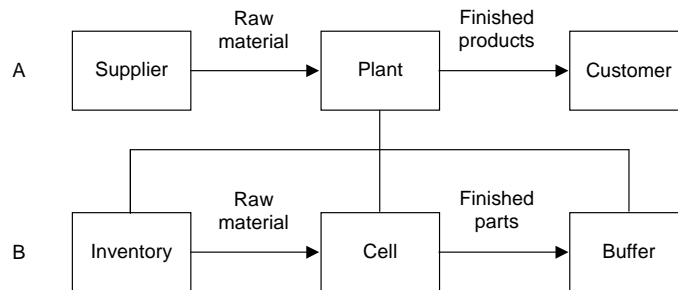 Raw
material
Finished
products
A
Supplier
Plant
Customer
Raw
material
Finished
parts
B
Inventory
Cell
Buffer